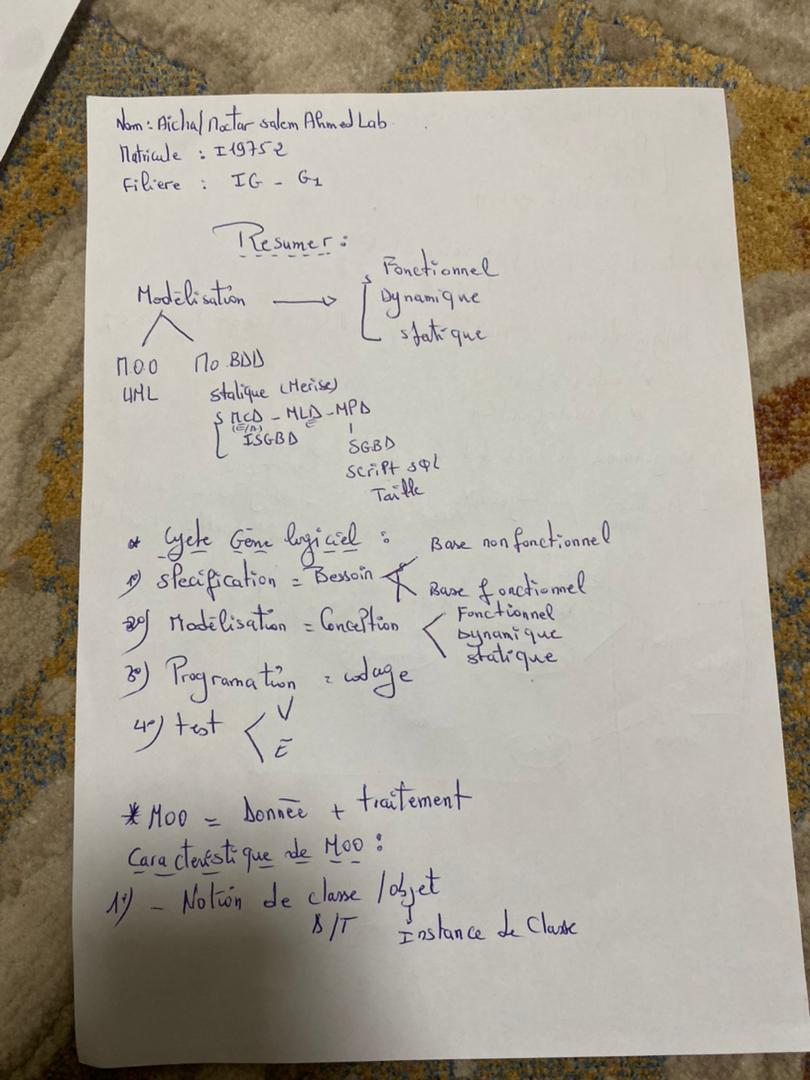 Nom : Aicha/Moctar salem Ahmed Lab
Matricule : I19752
Filiere : IG - G1
Resumer :
Modélisation → Fonctionnel
Dynamique
statique
MOO Mo BDD
UML statique (Merise)
MCD - MLD - MPD
(E/A) E
ISGBD SGBD
script sql
Taille
* Cycle Géne logiciel :
1°) Specification = Bessoin Base non fonctionnel
Base fonctionnel
2°) Modélisation = Conception Fonctionnel
Dynamique
statique
3°) Programation = codage
4°) test V
E
* MOO = Donnée + traitement
Caracteréstique de MOO :
1°) - Notion de classe / objet
D/T Instance de Classe